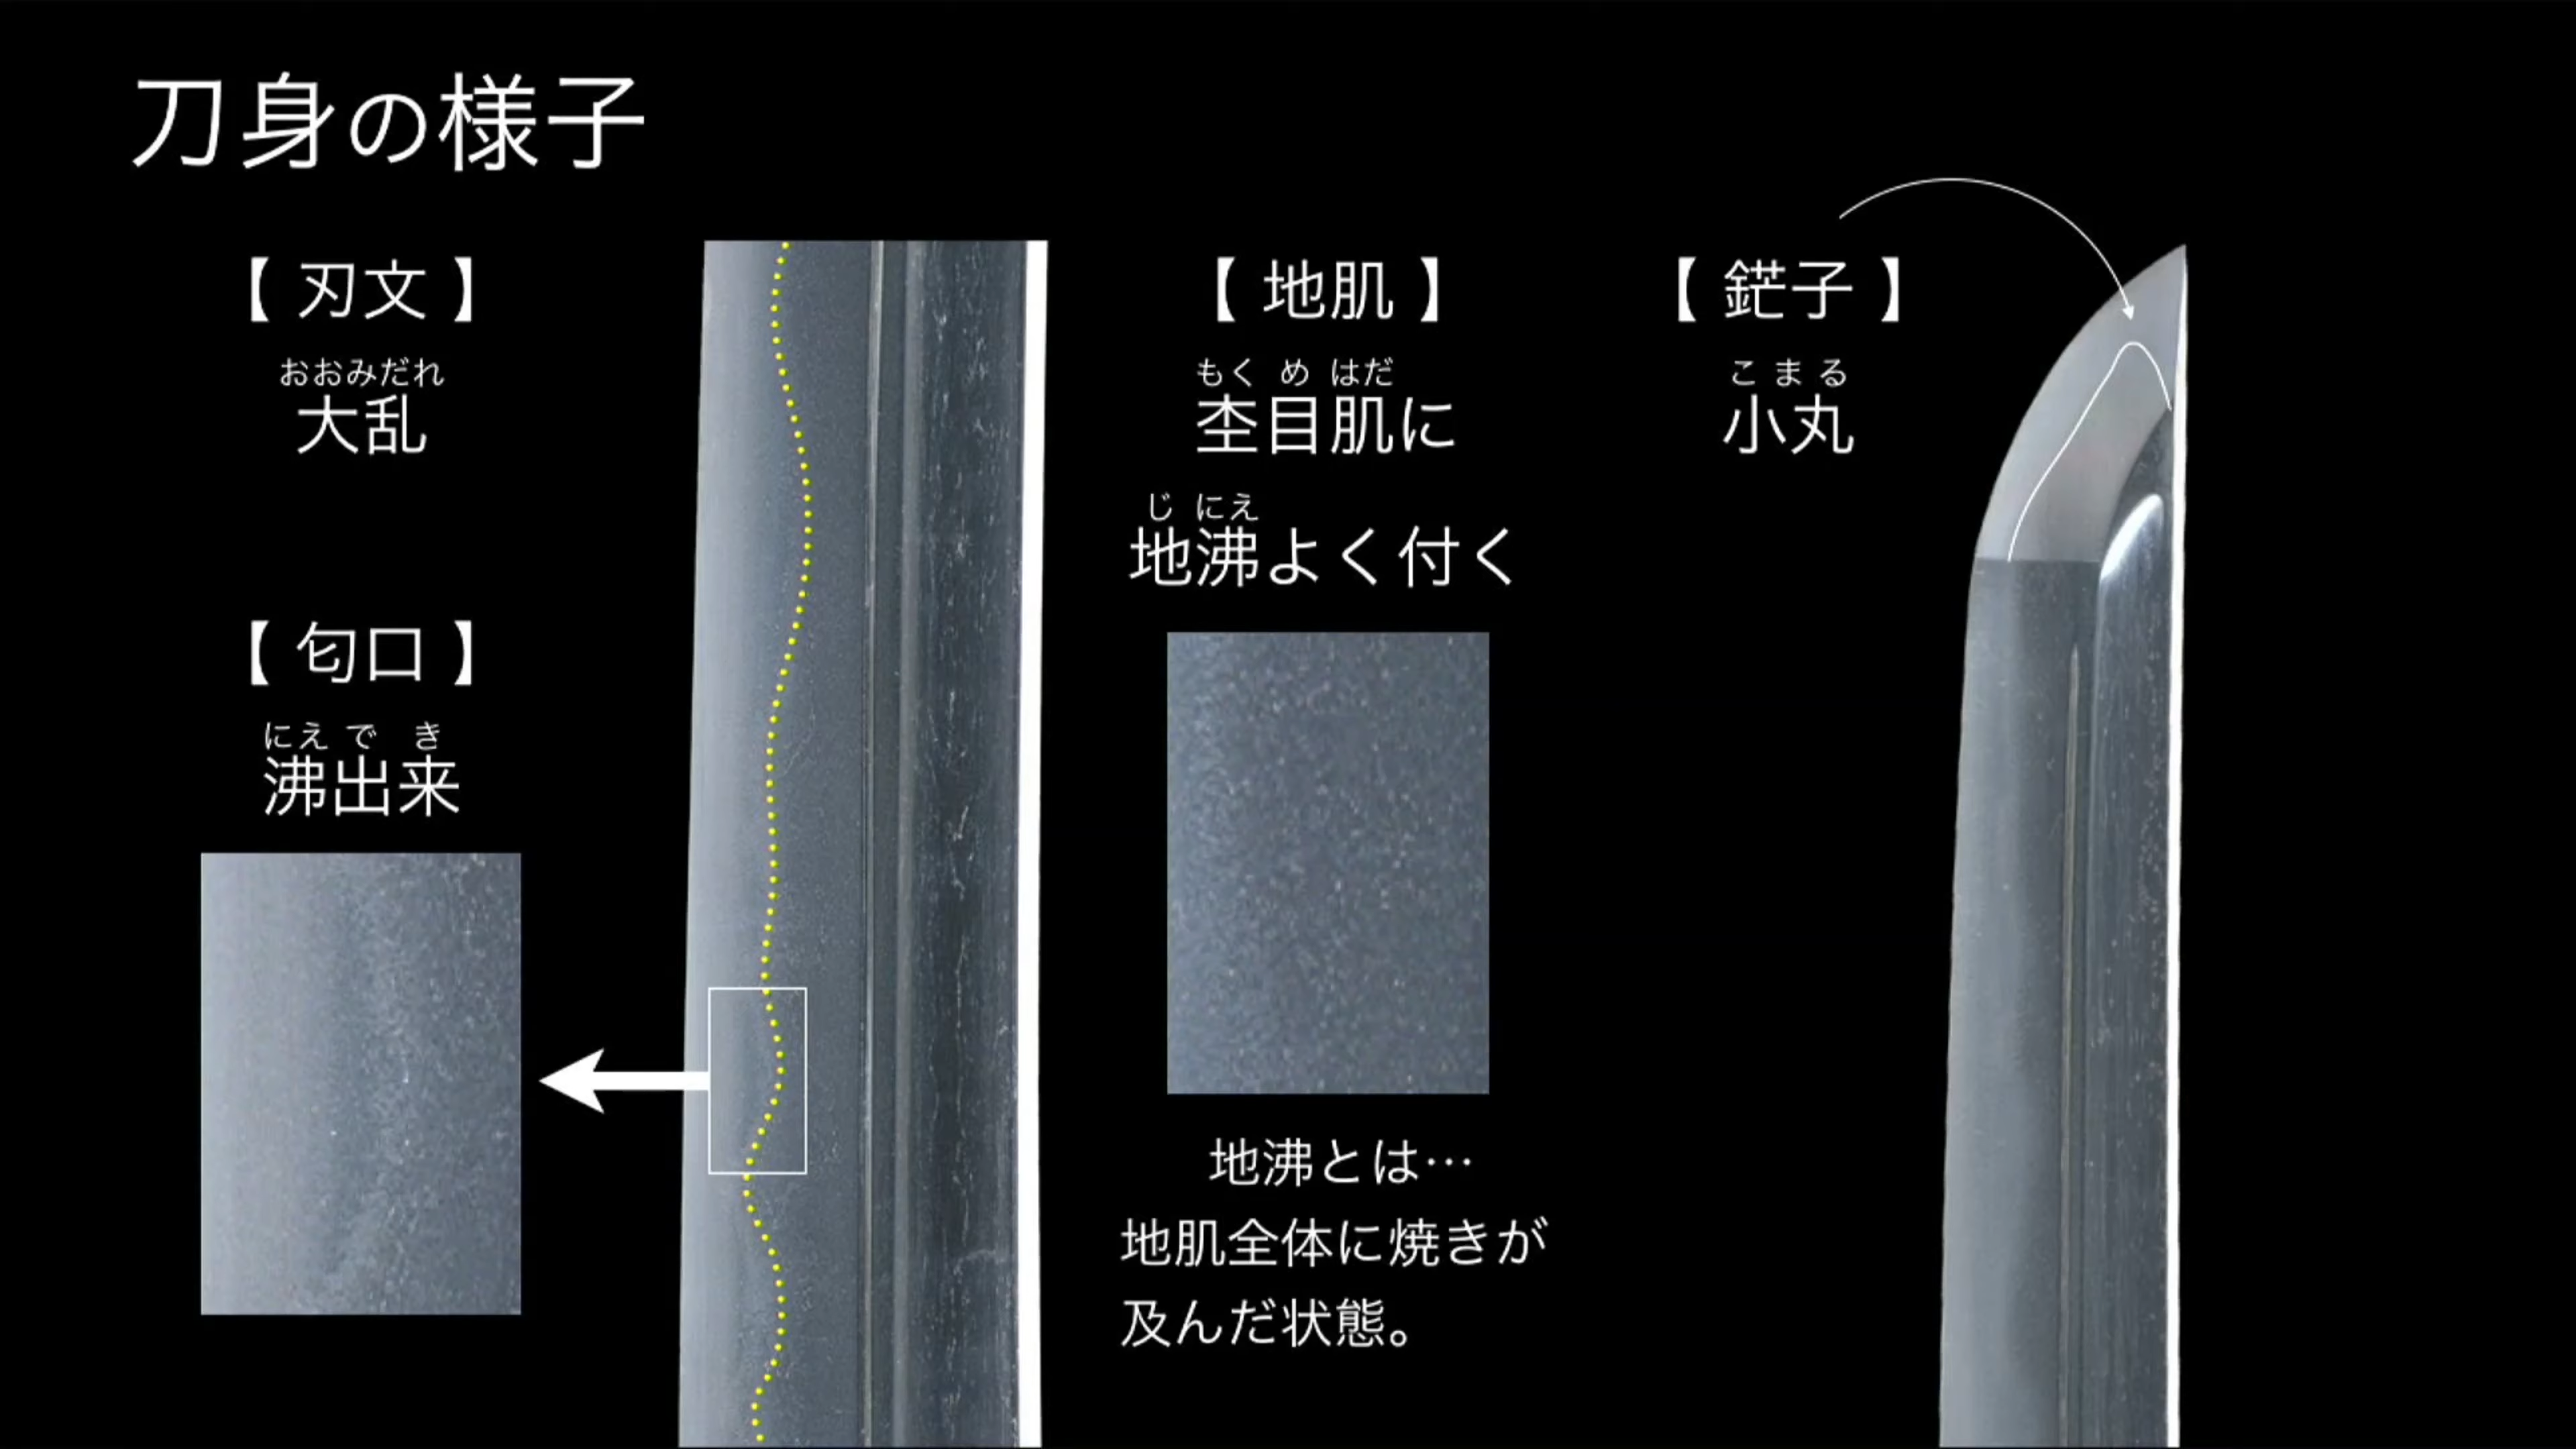 刀身の様子
【 刃文 】
おおみだれ
大乱
【 匂口 】
にえ で き
沸出来
【 地肌 】
もく め はだ
杢目肌に
じ にえ
地沸よく付く
地沸とは…
地肌全体に焼きが
及んだ状態。
【 鋩子 】
こ まる
小丸